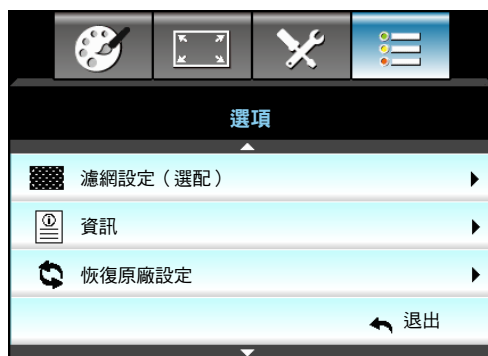 選項
濾網設定（選配）
資訊
恢復原廠設定
退出